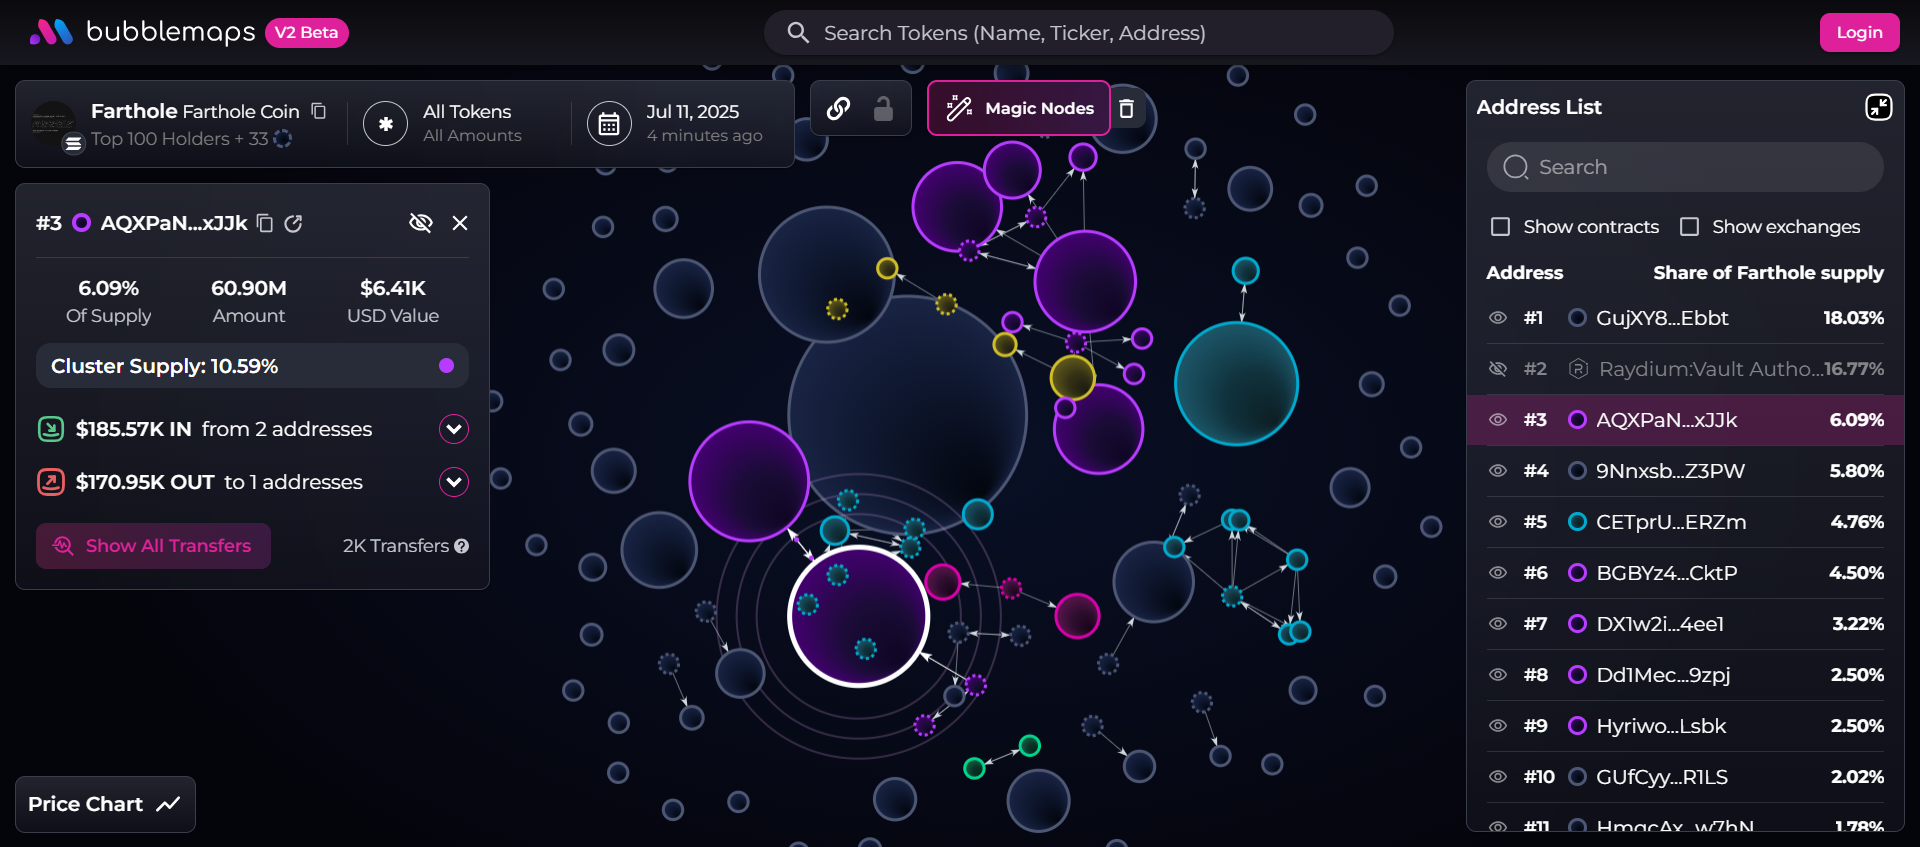 bubblemaps V2 Beta
Search Tokens (Name, Ticker, Address)
Login
Farthole Farthole Coin
Top 100 Holders + 33
All Tokens
All Amounts
Jul 11, 2025
4 minutes ago
Magic Nodes
#3 AQXPaN...xJJk
6.09% 60.90M $6.41K
Of Supply Amount USD Value
Cluster Supply: 10.59%
$185.57K IN from 2 addresses
$170.95K OUT to 1 addresses
Show All Transfers 2K Transfers
Price Chart
Address List
Search
Show contracts Show exchanges
Address Share of Farthole supply
#1 GujXY8...Ebbt 18.03%
#2 Raydium:Vault Autho...16.77%
#3 AQXPaN...xJJk 6.09%
#4 9Nnxsb...Z3PW 5.80%
#5 CETprU...ERZm 4.76%
#6 BGBYz4...CktP 4.50%
#7 DX1w2i...4ee1 3.22%
#8 Dd1Mec...9zpj 2.50%
#9 Hyriwo...Lsbk 2.50%
#10 GUfCyy...R1LS 2.02%
#11 HmqcAx...w7hN 1.78%